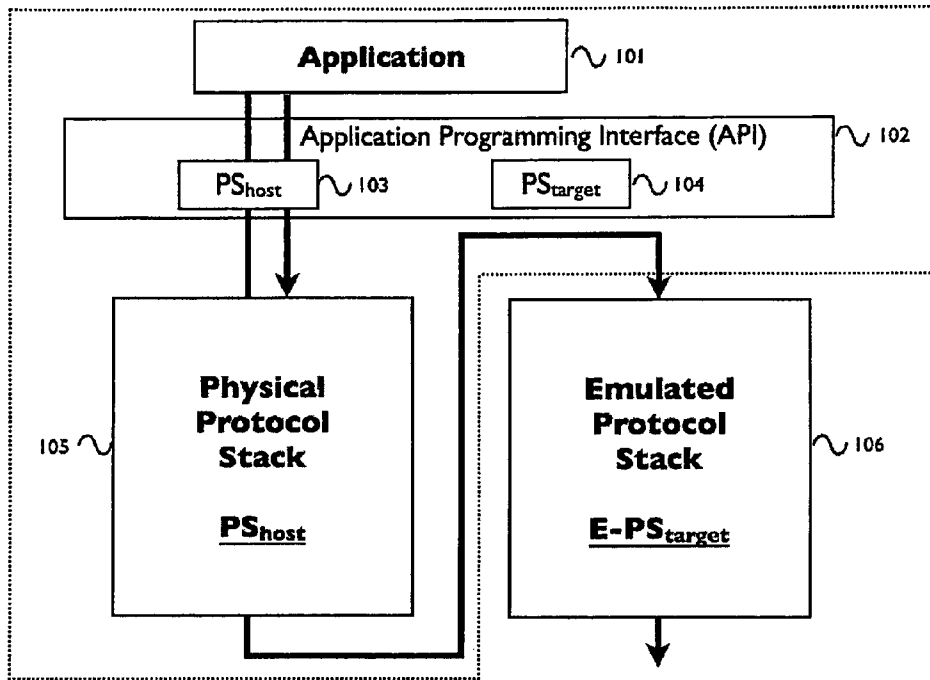 Application
101
Application Programming Interface (API)
102
PShost
103
PStarget
104
Physical
Protocol
Stack
PShost
105
Emulated
Protocol
Stack
E-PStarget
106